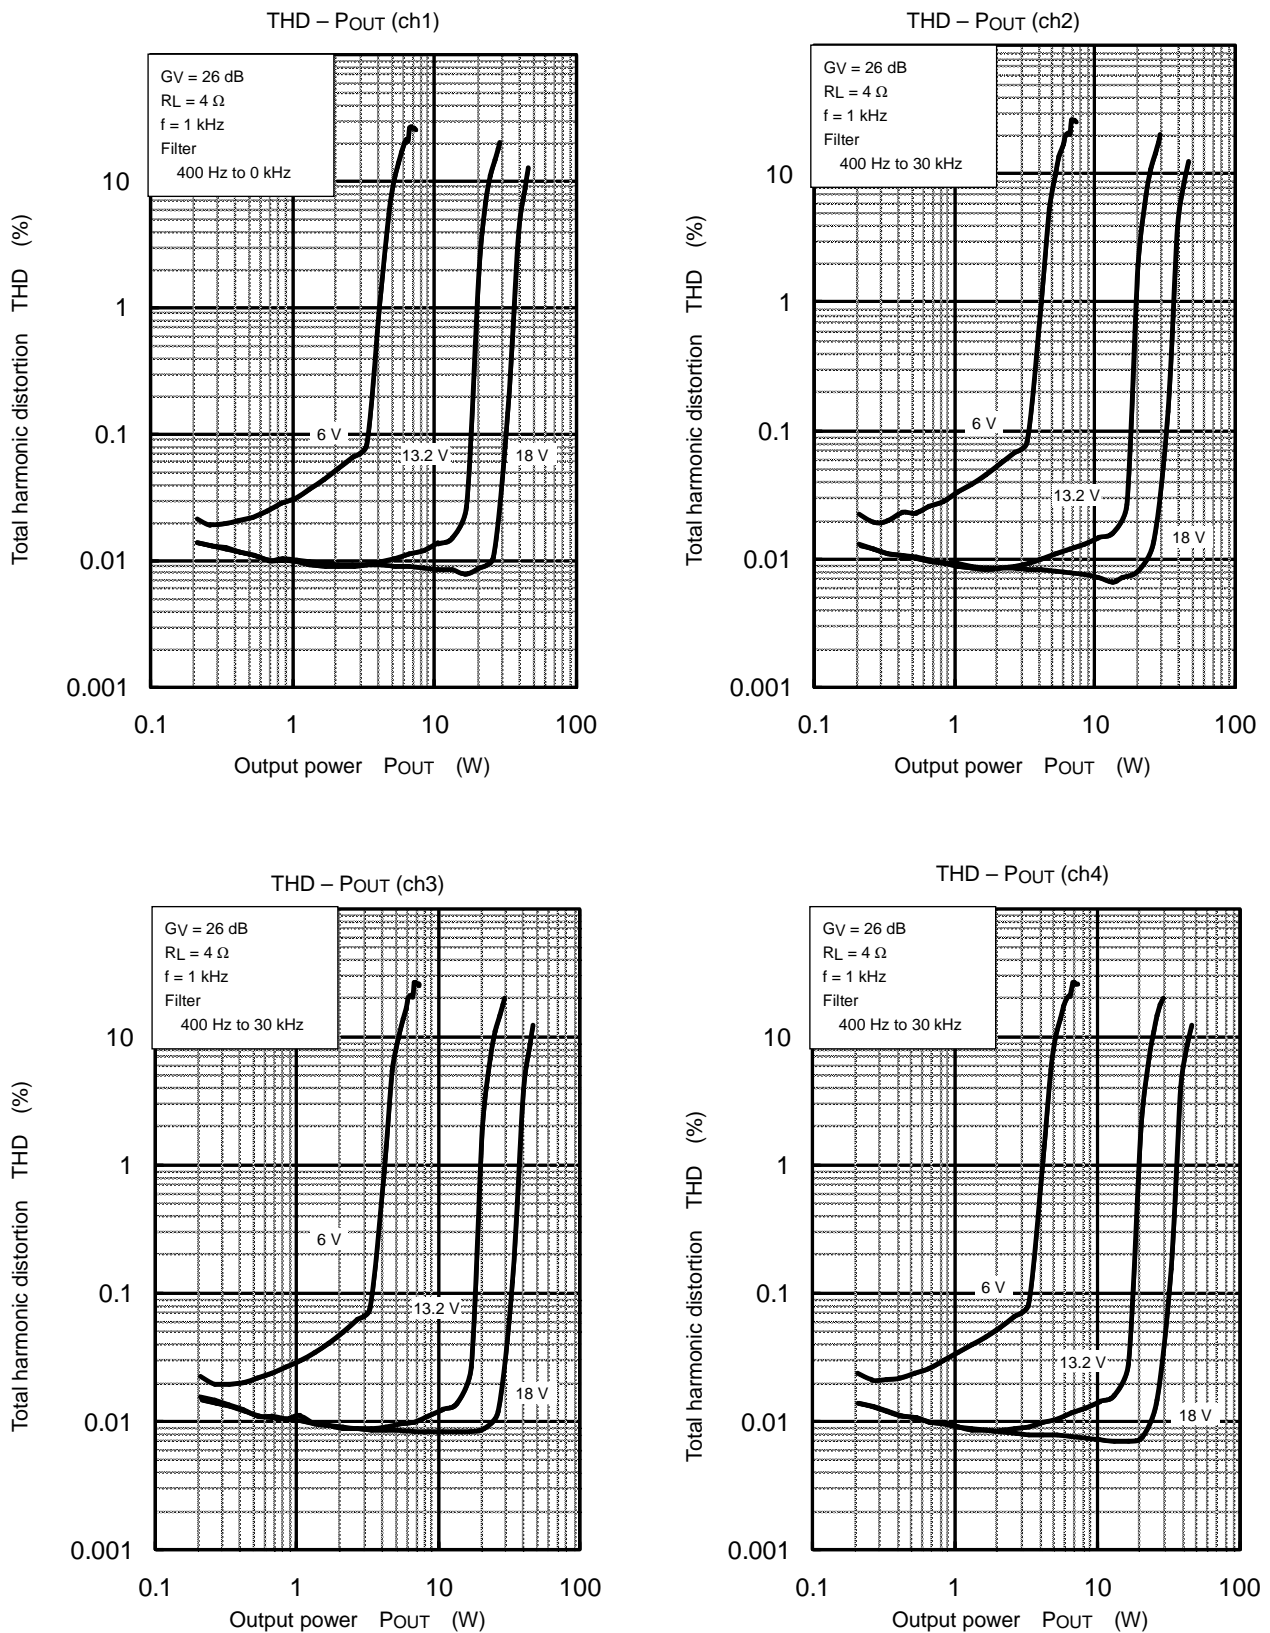 THD – POUT (ch1)
GV = 26 dB
RL = 4 Ω
f = 1 kHz
Filter
400 Hz to 0 kHz
10
1
0.1
0.01
0.001
6 V
13.2 V
18 V
0.1 1 10 100
Total harmonic distortion THD (%)
Output power POUT (W)
THD – POUT (ch2)
GV = 26 dB
RL = 4 Ω
f = 1 kHz
Filter
400 Hz to 30 kHz
10
1
0.1
0.01
0.001
6 V
13.2 V
18 V
0.1 1 10 100
Total harmonic distortion THD (%)
Output power POUT (W)
THD – POUT (ch3)
GV = 26 dB
RL = 4 Ω
f = 1 kHz
Filter
400 Hz to 30 kHz
10
1
0.1
0.01
0.001
6 V
13.2 V
18 V
0.1 1 10 100
Total harmonic distortion THD (%)
Output power POUT (W)
THD – POUT (ch4)
GV = 26 dB
RL = 4 Ω
f = 1 kHz
Filter
400 Hz to 30 kHz
10
1
0.1
0.01
0.001
6 V
13.2 V
18 V
0.1 1 10 100
Total harmonic distortion THD (%)
Output power POUT (W)